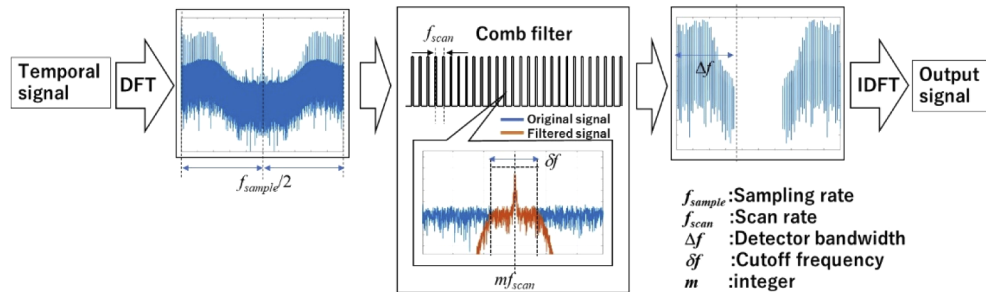 Temporal
signal
DFT
f_sample/2
f_scan
Comb filter
Original signal
Filtered signal
δf
mf_scan
Δf
IDFT
Output
signal
f_sample :Sampling rate
f_scan :Scan rate
Δf :Detector bandwidth
δf :Cutoff frequency
m :integer